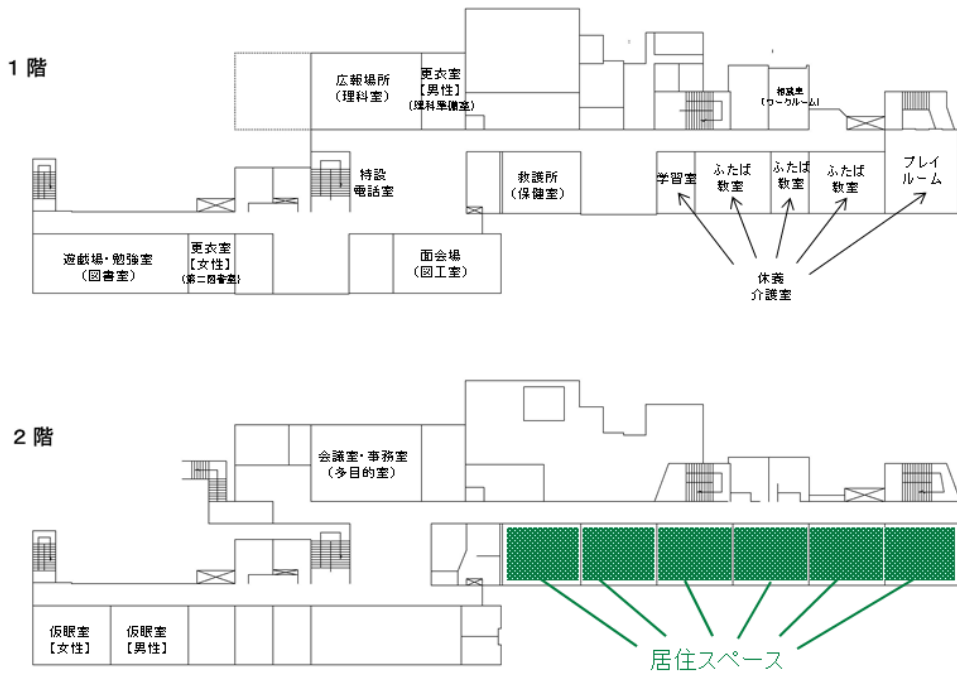 1 階
広報場所
(理科室)
更衣室
【男性】
(理科準備室)
相談室
【ワークルーム】
特設
電話室
救護所
(保健室)
学習室
ふたば
教室
ふたば
教室
ふたば
教室
プレイ
ルーム
遊戯場・勉強室
(図書室)
更衣室
【女性】
(第二図書室)
面会場
(図工室)
休養
介護室
2 階
会議室・事務室
(多目的室)
仮眠室
【女性】
仮眠室
【男性】
居住スペース